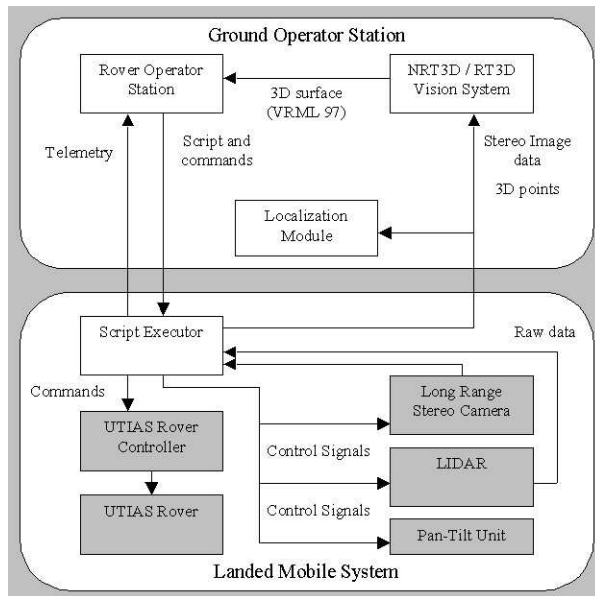 Ground Operator Station
Rover Operator
Station
3D surface
(VRML 97)
NRT3D / RT3D
Vision System
Telemetry
Script and
commands
Stereo Image
data
3D points
Localization
Module
Script Executor
Raw data
Commands
Long Range
Stereo Camera
UTIAS Rover
Controller
Control Signals
LIDAR
UTIAS Rover
Control Signals
Pan-Tilt Unit
Landed Mobile System